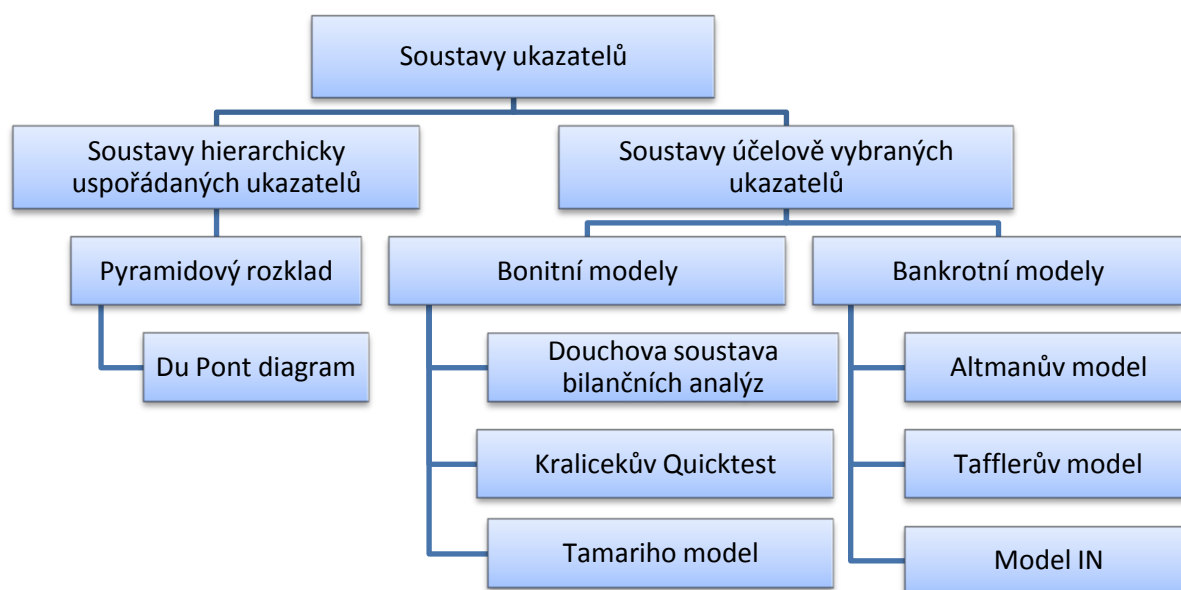 Soustavy ukazatelů
Soustavy hierarchicky
uspořádaných ukazatelů
Soustavy účelově vybraných
ukazatelů
Pyramidový rozklad
Bonitní modely
Bankrotní modely
Du Pont diagram
Douchova soustava
bilančních analýz
Altmanův model
Kralicekův Quicktest
Tafflerův model
Tamariho model
Model IN